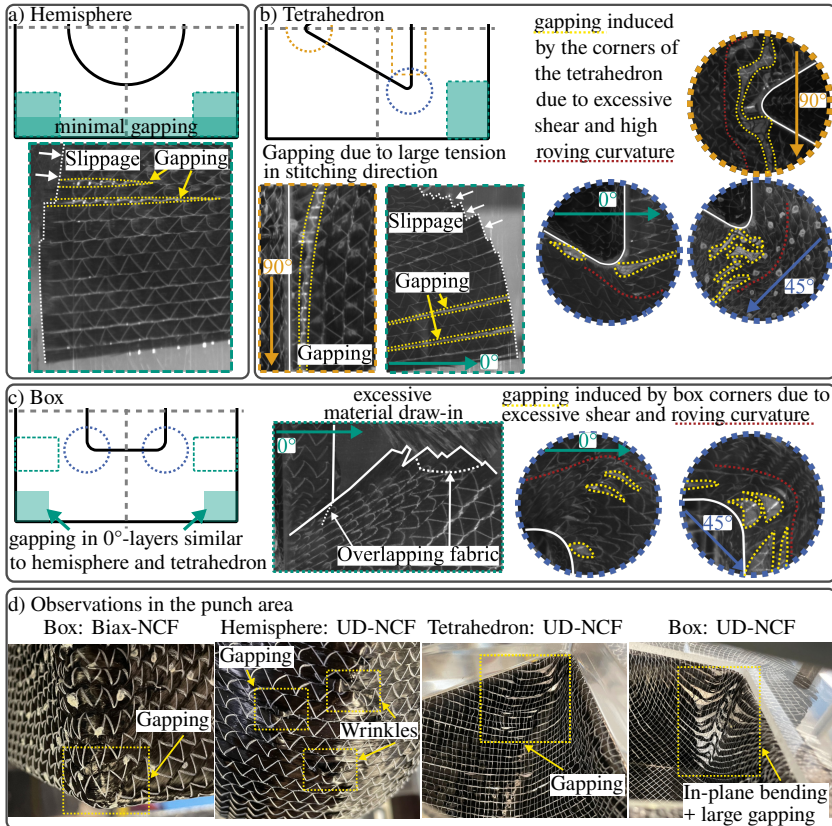 a) Hemisphere
minimal gapping
Slippage
Gapping
b) Tetrahedron
Gapping due to large tension
in stitching direction
90°
Gapping
Slippage
Gapping
0°
gapping induced
by the corners of
the tetrahedron
due to excessive
shear and high
roving curvature
90°
0°
45°
c) Box
gapping in 0°-layers similar
to hemisphere and tetrahedron
excessive
material draw-in
0°
Overlapping fabric
gapping induced by box corners due to
excessive shear and roving curvature
0°
45°
d) Observations in the punch area
Box: Biax-NCF
Gapping
Hemisphere: UD-NCF
Gapping
Wrinkles
Tetrahedron: UD-NCF
Gapping
Box: UD-NCF
In-plane bending
+ large gapping